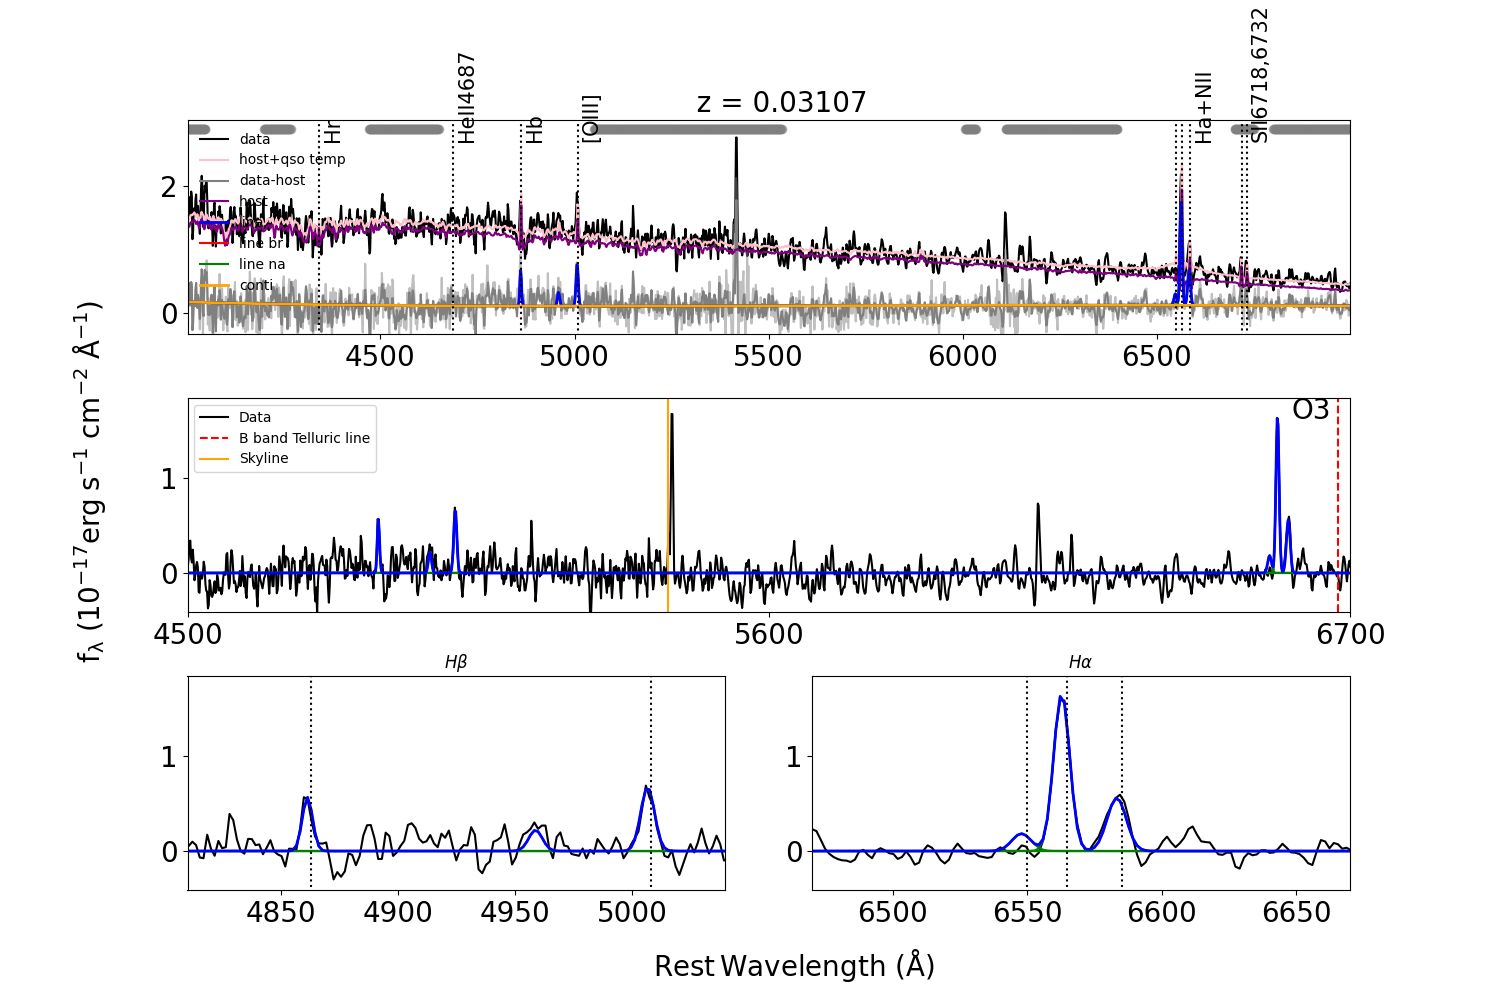 z = 0.03107
Hr
HeII4687
Hb
[OIII]
Ha+NII
SII6718,6732
data
host+qso temp
data-host
host
line br
line na
conti
2
0
4500 5000 5500 6000 6500
fλ (10−17erg s−1 cm−2 Å−1)
Data
B band Telluric line
Skyline
O3
1
0
4500 5600 6700
Hβ
Hα
1
0
4850 4900 4950 5000
1
0
6500 6550 6600 6650
Rest Wavelength (Å)